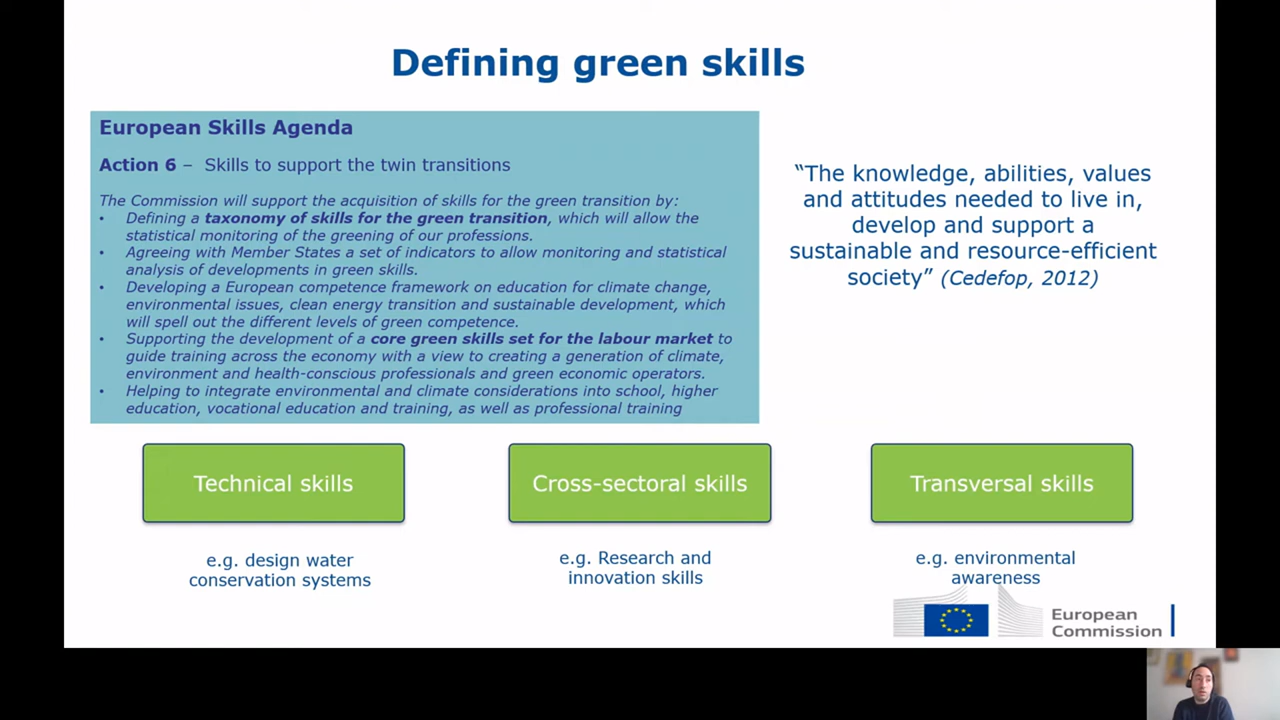 Defining green skills
European Skills Agenda
Action 6 – Skills to support the twin transitions
The Commission will support the acquisition of skills for the green transition by:
• Defining a taxonomy of skills for the green transition, which will allow the
statistical monitoring of the greening of our professions.
• Agreeing with Member States a set of indicators to allow monitoring and statistical
analysis of developments in green skills.
• Developing a European competence framework on education for climate change,
environmental issues, clean energy transition and sustainable development, which
will spell out the different levels of green competence.
• Supporting the development of a core green skills set for the labour market to
guide training across the economy with a view to creating a generation of climate,
environment and health-conscious professionals and green economic operators.
• Helping to integrate environmental and climate considerations into school, higher
education, vocational education and training, as well as professional training
“The knowledge, abilities, values
and attitudes needed to live in,
develop and support a
sustainable and resource-efficient
society” (Cedefop, 2012)
Technical skills
e.g. design water
conservation systems
Cross-sectoral skills
e.g. Research and
innovation skills
Transversal skills
e.g. environmental
awareness
European
Commission